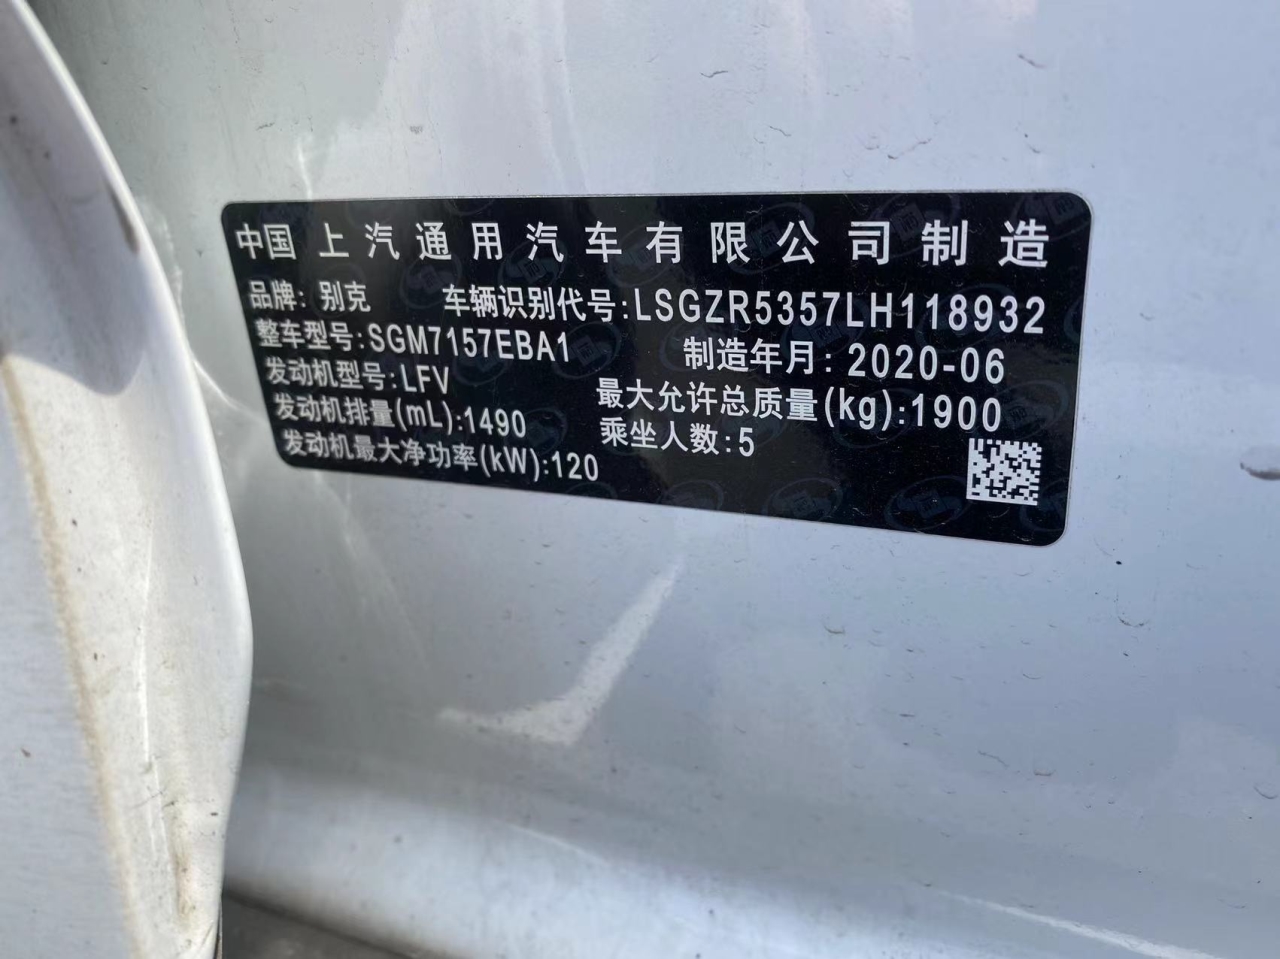 中国上汽通用汽车有限公司制造
品牌: 别克 车辆识别代号:LSGZR5357LH118932
整车型号:SGM7157EBA1 制造年月: 2020-06
发动机型号:LFV 最大允许总质量(kg):1900
发动机排量(mL):1490 乘坐人数:5
发动机最大净功率(kW):120